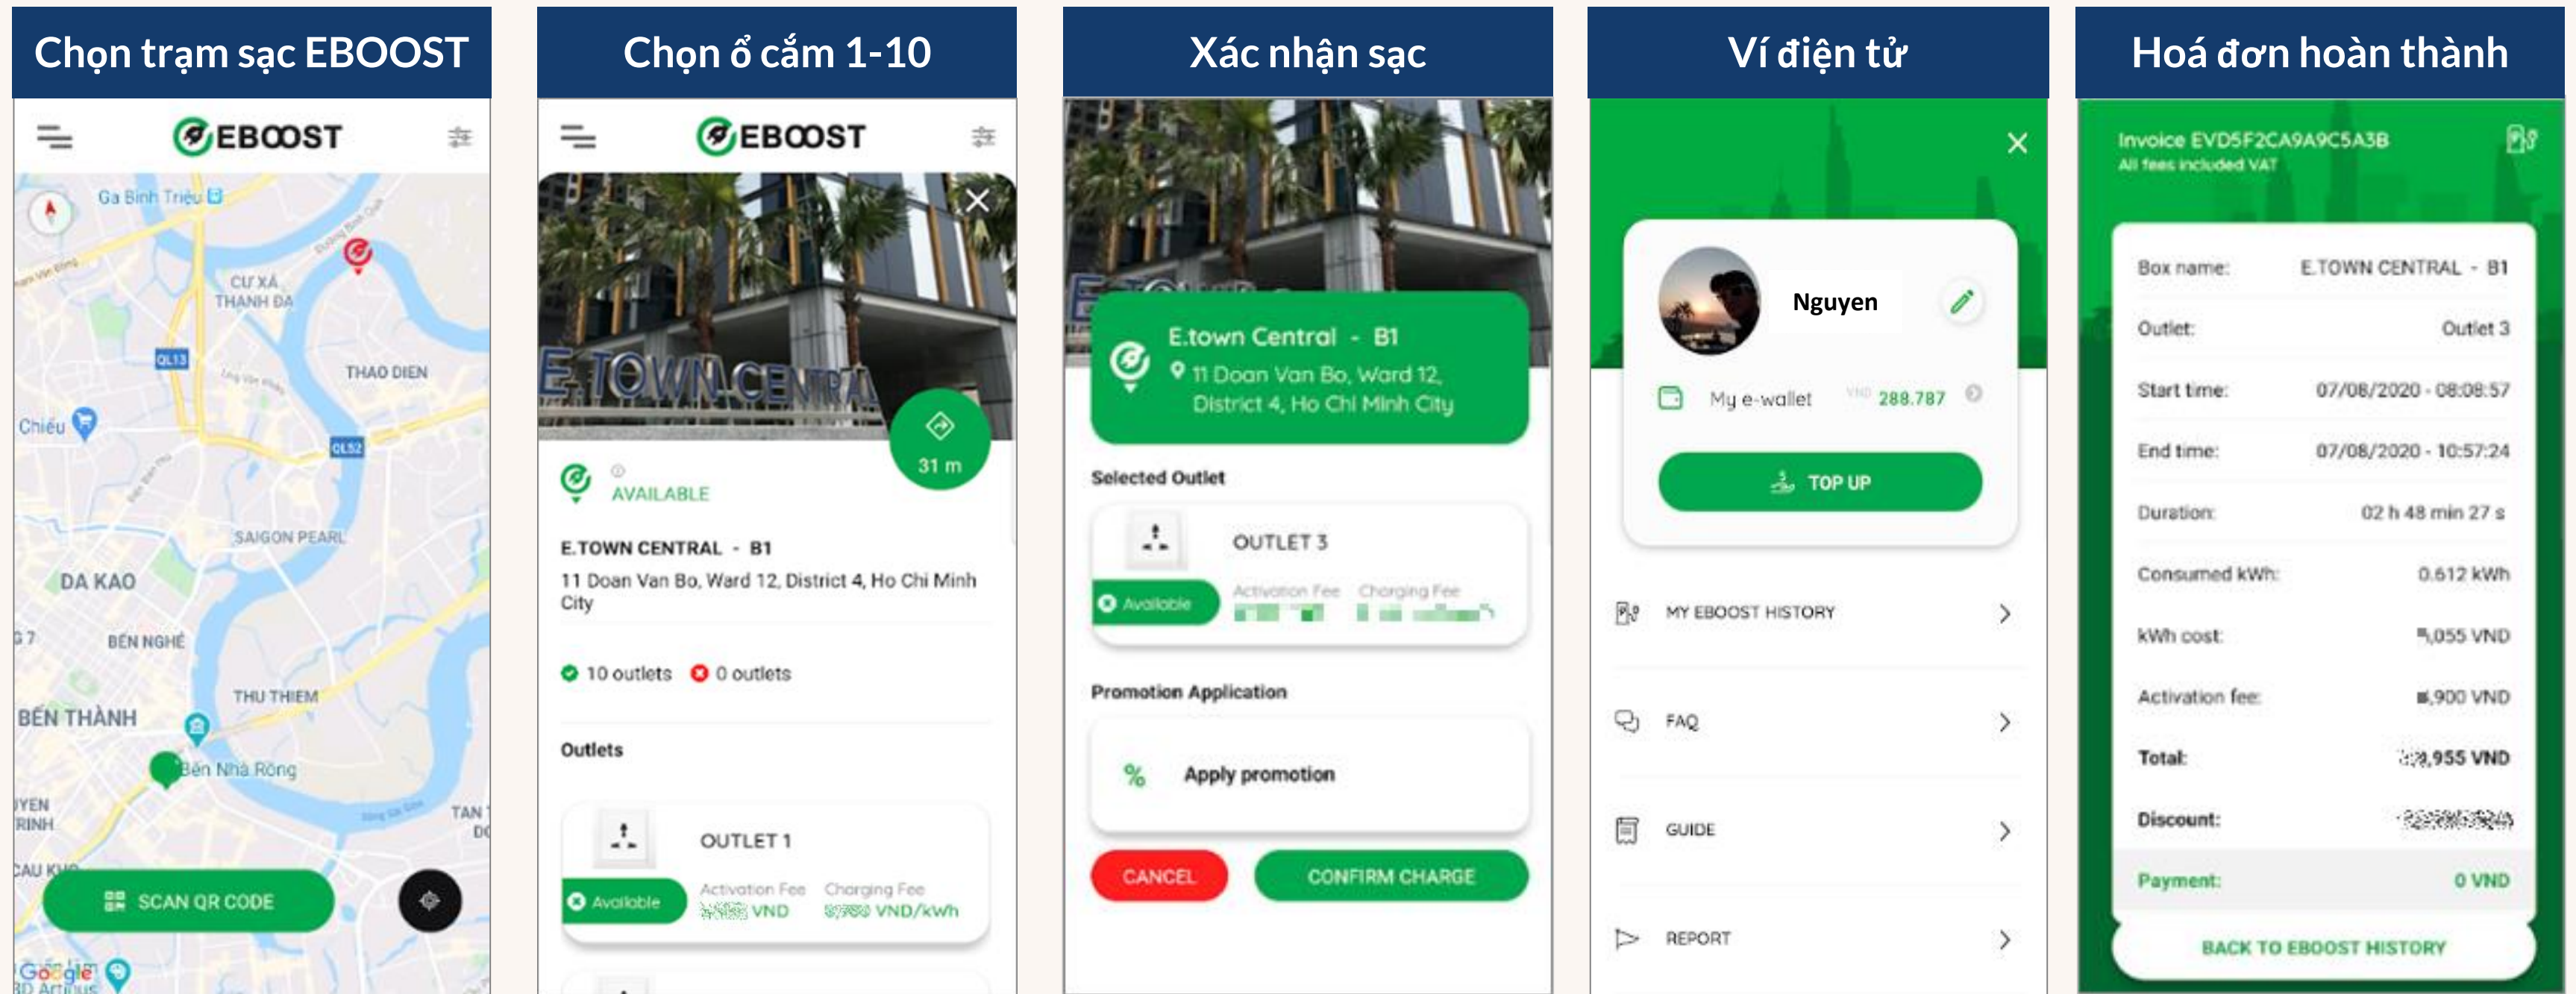 Chọn trạm sạc EBOOST
EBOOST
Ga Bình Triệu
CƯ XÁ
THANH ĐA
QL13
THAO DIEN
Chiểu
QL52
SAIGON PEARL
DA KAO
BẾN NGHÉ
THU THIEM
BẾN THÀNH
Bến Nhà Rồng
SCAN QR CODE
Google
Chọn ổ cắm 1-10
EBOOST
E.TOWN CENTRAL
31 m
AVAILABLE
E.TOWN CENTRAL - B1
11 Doan Van Bo, Ward 12, District 4, Ho Chi Minh
City
10 outlets 0 outlets
Outlets
OUTLET 1
Available
Activation Fee Charging Fee
VND VND/kWh
Xác nhận sạc
E.town Central - B1
11 Doan Van Bo, Ward 12,
District 4, Ho Chi Minh City
Selected Outlet
OUTLET 3
Available
Activation Fee Charging Fee
Promotion Application
% Apply promotion
CANCEL CONFIRM CHARGE
Ví điện tử
Nguyen
My e-wallet VND 288.787
TOP UP
MY EBOOST HISTORY
FAQ
GUIDE
REPORT
Hoá đơn hoàn thành
Invoice EVD5F2CA9A9C5A3B
All fees included VAT
Box name: E.TOWN CENTRAL - B1
Outlet: Outlet 3
Start time: 07/08/2020 - 08:08:57
End time: 07/08/2020 - 10:57:24
Duration: 02 h 48 min 27 s
Consumed kWh: 0.612 kWh
kWh cost: ,055 VND
Activation fee: ,900 VND
Total: ,955 VND
Discount:
Payment: 0 VND
BACK TO EBOOST HISTORY